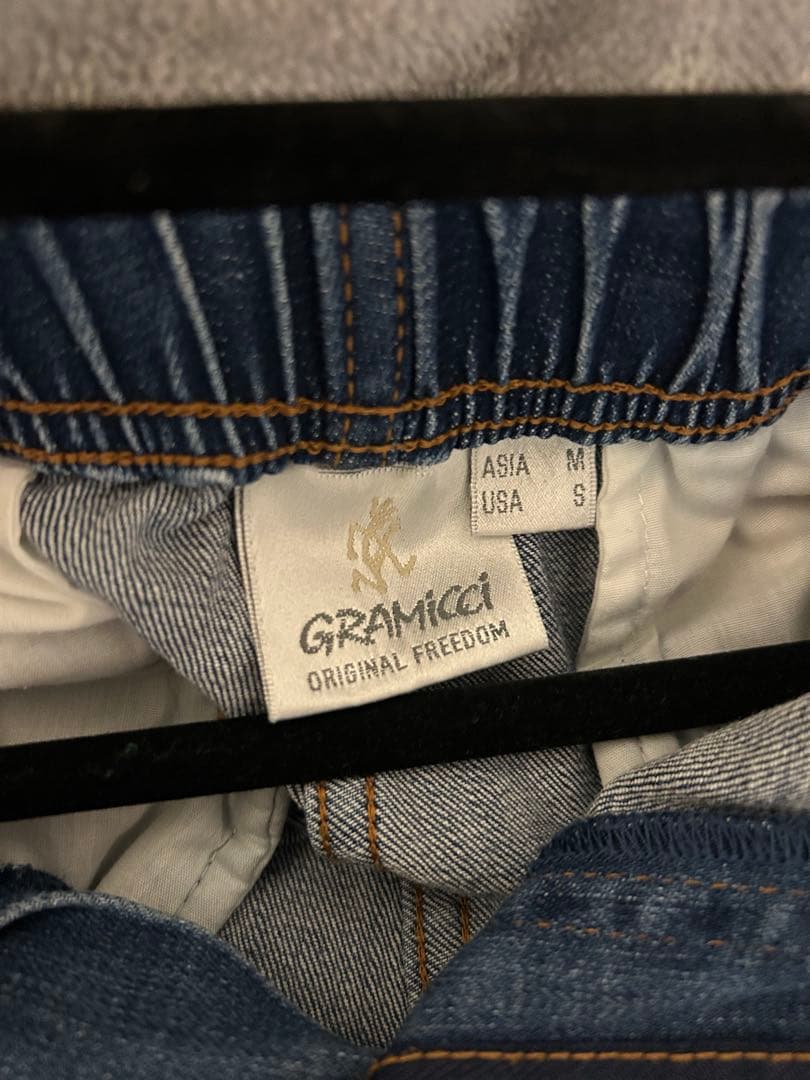 ASIA M
USA S
GRAMiCCi
ORIGINAL FREEDOM